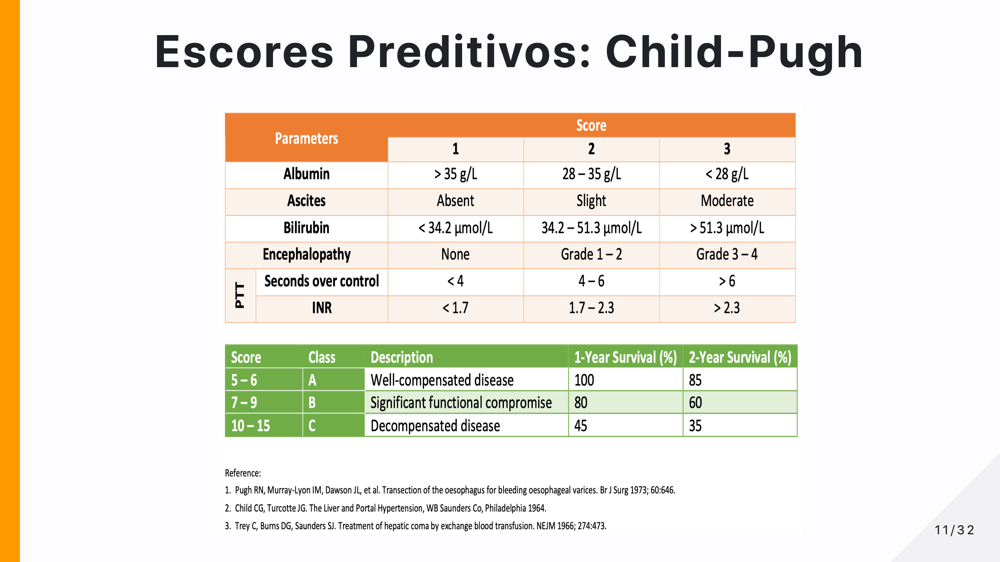 Escores Preditivos: Child-Pugh
Parameters Score
1 2 3
Albumin > 35 g/L 28 – 35 g/L < 28 g/L
Ascites Absent Slight Moderate
Bilirubin < 34.2 μmol/L 34.2 – 51.3 μmol/L > 51.3 μmol/L
Encephalopathy None Grade 1 – 2 Grade 3 – 4
PTT Seconds over control < 4 4 – 6 > 6
INR < 1.7 1.7 – 2.3 > 2.3
Score Class Description 1-Year Survival (%) 2-Year Survival (%)
5 – 6 A Well-compensated disease 100 85
7 – 9 B Significant functional compromise 80 60
10 – 15 C Decompensated disease 45 35
Reference:
1. Pugh RN, Murray-Lyon IM, Dawson JL, et al. Transection of the oesophagus for bleeding oesophageal varices. Br J Surg 1973; 60:646.
2. Child CG, Turcotte JG. The Liver and Portal Hypertension, WB Saunders Co, Philadelphia 1964.
3. Trey C, Burns DG, Saunders SJ. Treatment of hepatic coma by exchange blood transfusion. NEJM 1966; 274:473.
11/32